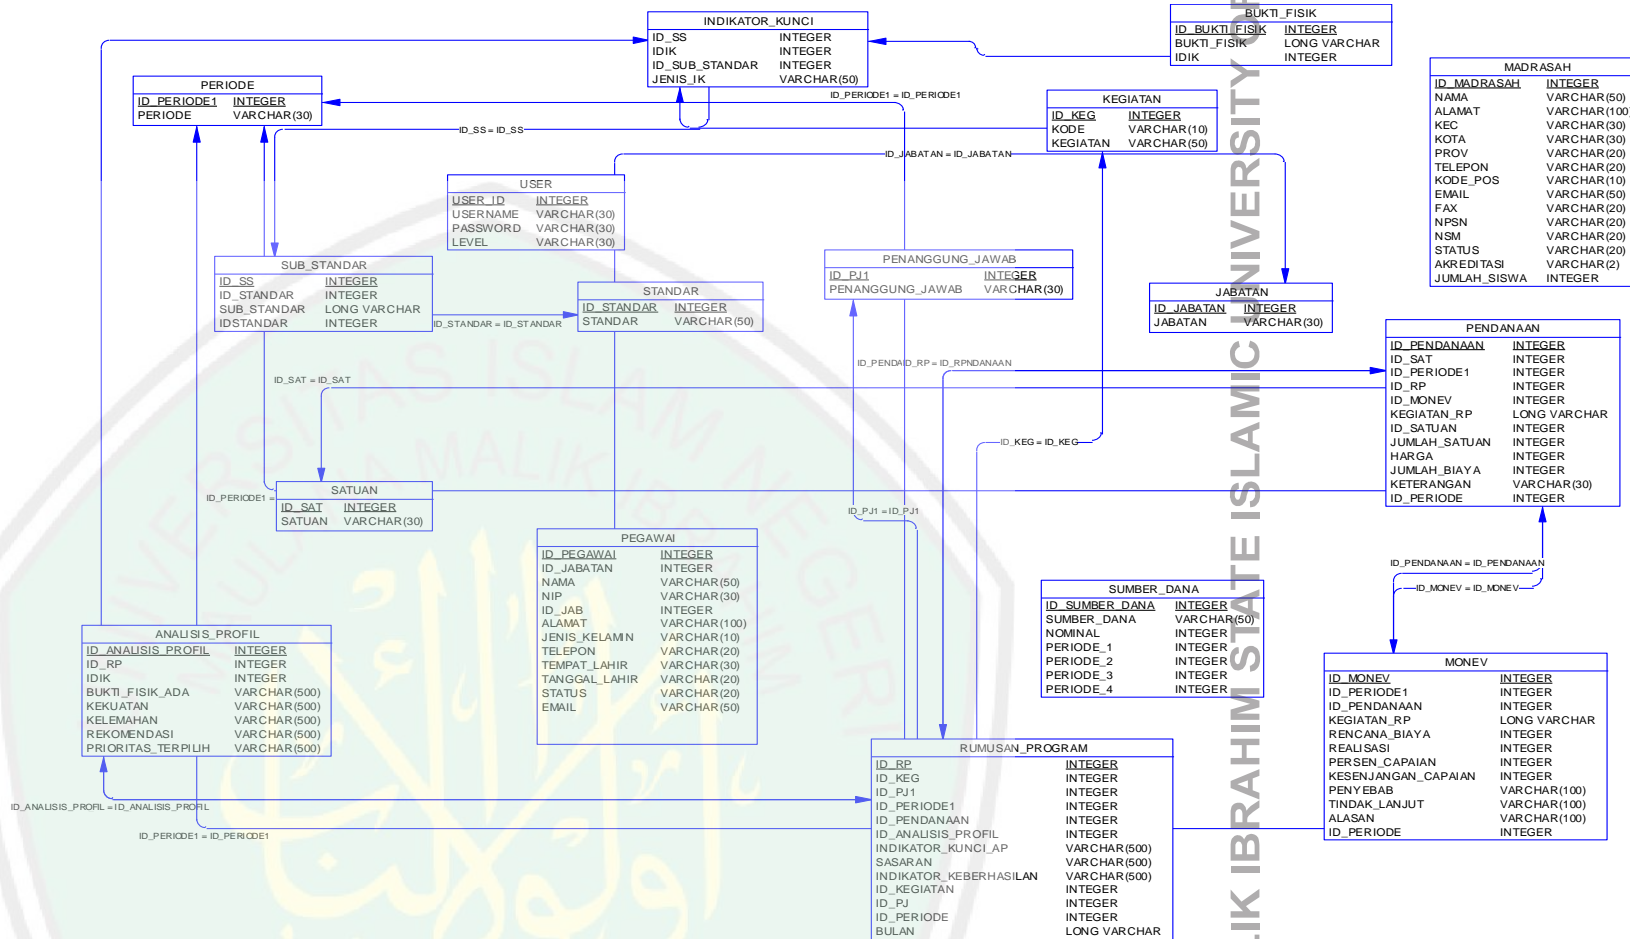 INDIKATOR_KUNCI
ID_SS INTEGER
IDIK INTEGER
ID_SUB_STANDAR INTEGER
JENIS_IK VARCHAR(50)
BUKTI_FISIK
ID_BUKTI_FISIK INTEGER
BUKTI_FISIK LONG VARCHAR
IDIK INTEGER
MADRASAH
ID_MADRASAH INTEGER
NAMA VARCHAR(50)
ALAMAT VARCHAR(100)
KEC VARCHAR(30)
KOTA VARCHAR(30)
PROV VARCHAR(20)
TELEPON VARCHAR(20)
KODE_POS VARCHAR(10)
EMAIL VARCHAR(50)
FAX VARCHAR(20)
NPSN VARCHAR(20)
NSM VARCHAR(20)
STATUS VARCHAR(20)
AKREDITASI VARCHAR(2)
JUMLAH_SISWA INTEGER
PERIODE
ID_PERIODE1 INTEGER
PERIODE VARCHAR(30)
ID_PERIODE1 = ID_PERIODE1
KEGIATAN
ID_KEG INTEGER
KODE VARCHAR(10)
KEGIATAN VARCHAR(50)
ID_SS = ID_SS
ID_JABATAN = ID_JABATAN
USER
USER_ID INTEGER
USERNAME VARCHAR(30)
PASSWORD VARCHAR(30)
LEVEL VARCHAR(30)
SUB_STANDAR
ID_SS INTEGER
ID_STANDAR INTEGER
SUB_STANDAR LONG VARCHAR
IDSTANDAR INTEGER
ID_STANDAR = ID_STANDAR
STANDAR
ID_STANDAR INTEGER
STANDAR VARCHAR(50)
PENANGGUNG_JAWAB
ID_PJ1 INTEGER
PENANGGUNG_JAWAB VARCHAR(30)
JABATAN
ID_JABATAN INTEGER
JABATAN VARCHAR(30)
PENDANAAN
ID_PENDANAAN INTEGER
ID_SAT INTEGER
ID_PERIODE1 INTEGER
ID_RP INTEGER
ID_MONEV INTEGER
KEGIATAN_RP LONG VARCHAR
ID_SATUAN INTEGER
JUMLAH_SATUAN INTEGER
HARGA INTEGER
JUMLAH_BIAYA INTEGER
KETERANGAN VARCHAR(30)
ID_PERIODE INTEGER
ID_SAT = ID_SAT
ID_KEG = ID_KEG
SATUAN
ID_SAT INTEGER
SATUAN VARCHAR(30)
ID_PERIODE1 =
ID_PJ1 = ID_PJ1
PEGAWAI
ID_PEGAWAI INTEGER
ID_JABATAN INTEGER
NAMA VARCHAR(50)
NIP VARCHAR(30)
ID_JAB INTEGER
ALAMAT VARCHAR(100)
JENIS_KELAMIN VARCHAR(10)
TELEPON VARCHAR(20)
TEMPAT_LAHIR VARCHAR(30)
TANGGAL_LAHIR VARCHAR(20)
STATUS VARCHAR(20)
EMAIL VARCHAR(50)
ID_PENDANAAN = ID_PENDANAAN
ID_MONEV = ID_MONEV
SUMBER_DANA
ID_SUMBER_DANA INTEGER
SUMBER_DANA VARCHAR(50)
NOMINAL INTEGER
PERIODE_1 INTEGER
PERIODE_2 INTEGER
PERIODE_3 INTEGER
PERIODE_4 INTEGER
ANALISIS_PROFIL
ID_ANALISIS_PROFIL INTEGER
ID_RP INTEGER
IDIK INTEGER
BUKTI_FISIK_ADA VARCHAR(500)
KEKUATAN VARCHAR(500)
KELEMAHAN VARCHAR(500)
REKOMENDASI VARCHAR(500)
PRIORITAS_TERPILIH VARCHAR(500)
ID_ANALISIS_PROFIL = ID_ANALISIS_PROFIL
ID_PERIODE1 = ID_PERIODE1
MONEV
ID_MONEV INTEGER
ID_PERIODE1 INTEGER
ID_PENDANAAN INTEGER
KEGIATAN_RP LONG VARCHAR
RENCANA_BIAYA INTEGER
REALISASI INTEGER
PERSEN_CAPAIAN INTEGER
KESENJANGAN_CAPAIAN INTEGER
PENYEBAB VARCHAR(100)
TINDAK_LANJUT VARCHAR(100)
ALASAN VARCHAR(100)
ID_PERIODE INTEGER
RUMUSAN_PROGRAM
ID_RP INTEGER
ID_KEG INTEGER
ID_PJ1 INTEGER
ID_PERIODE1 INTEGER
ID_PENDANAAN INTEGER
ID_ANALISIS_PROFIL INTEGER
INDIKATOR_KUNCI_AP VARCHAR(500)
SASARAN VARCHAR(500)
INDIKATOR_KEBERHASILAN VARCHAR(500)
ID_KEGIATAN INTEGER
ID_PJ INTEGER
ID_PERIODE INTEGER
BULAN LONG VARCHAR
UNIVERSITAS ISLAM NEGERI
MAULANA MALIK IBRAHIM
LIK IBRAHIM STATE ISLAMIC UNIVERSITY OF